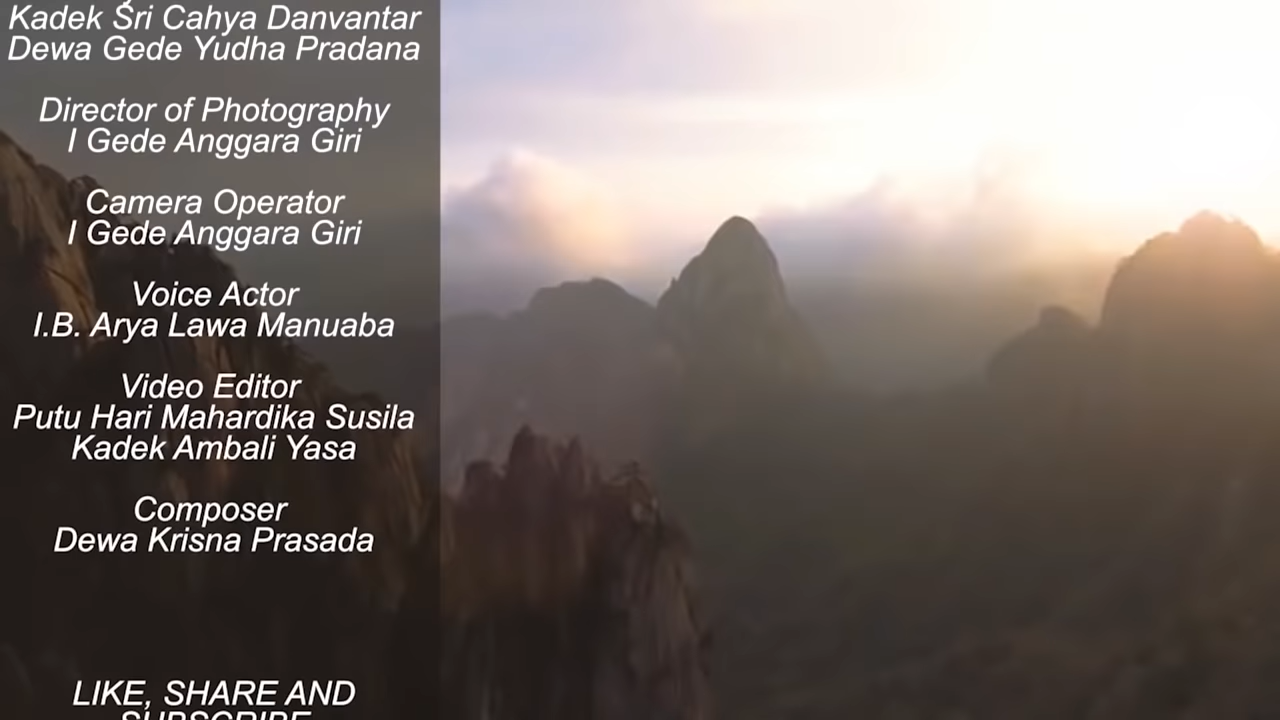 Kadek Sri Cahya Danvantar
Dewa Gede Yudha Pradana
Director of Photography
I Gede Anggara Giri
Camera Operator
I Gede Anggara Giri
Voice Actor
I.B. Arya Lawa Manuaba
Video Editor
Putu Hari Mahardika Susila
Kadek Ambali Yasa
Composer
Dewa Krisna Prasada
LIKE, SHARE AND
SUBSCRIBE